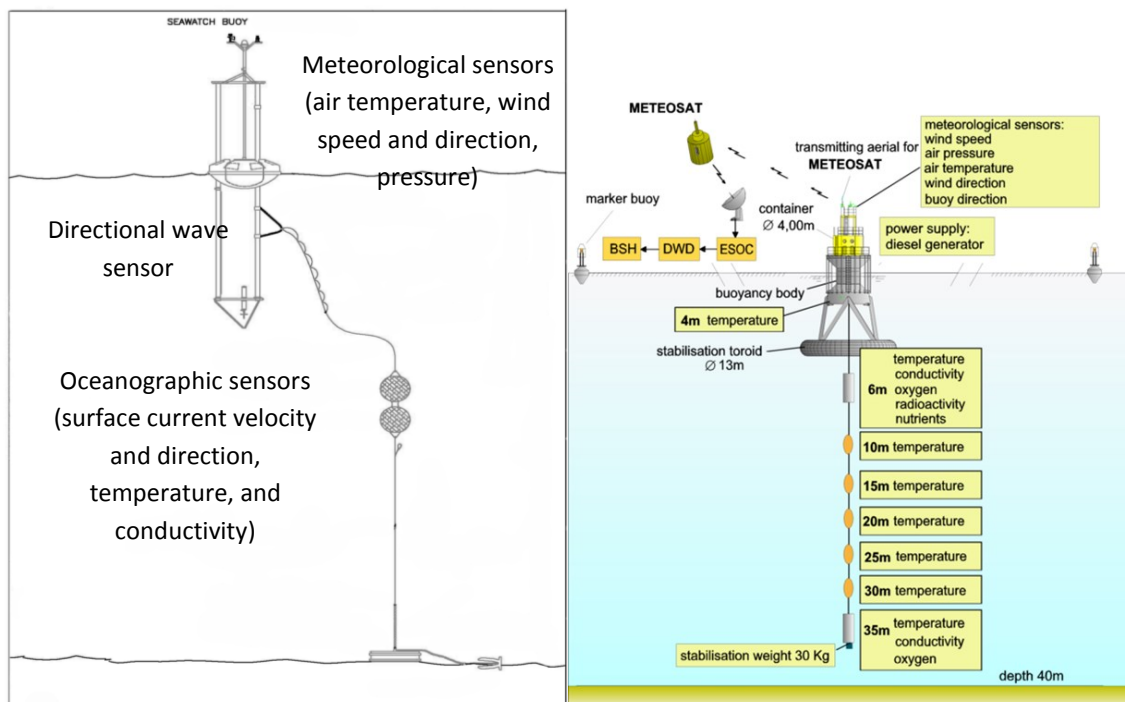 SEAWATCH BUOY
Meteorological sensors
(air temperature, wind
speed and direction,
pressure)
Directional wave
sensor
Oceanographic sensors
(surface current velocity
and direction,
temperature, and
conductivity)
METEOSAT
transmitting aerial for
METEOSAT
meteorological sensors:
wind speed
air pressure
air temperature
wind direction
buoy direction
marker buoy
container
Ø 4,00m
power supply:
diesel generator
BSH
DWD
ESOC
buoyancy body
4m temperature
stabilisation toroid
Ø 13m
temperature
conductivity
6m oxygen
radioactivity
nutrients
10m temperature
15m temperature
20m temperature
25m temperature
30m temperature
35m temperature
conductivity
oxygen
stabilisation weight 30 Kg
depth 40m